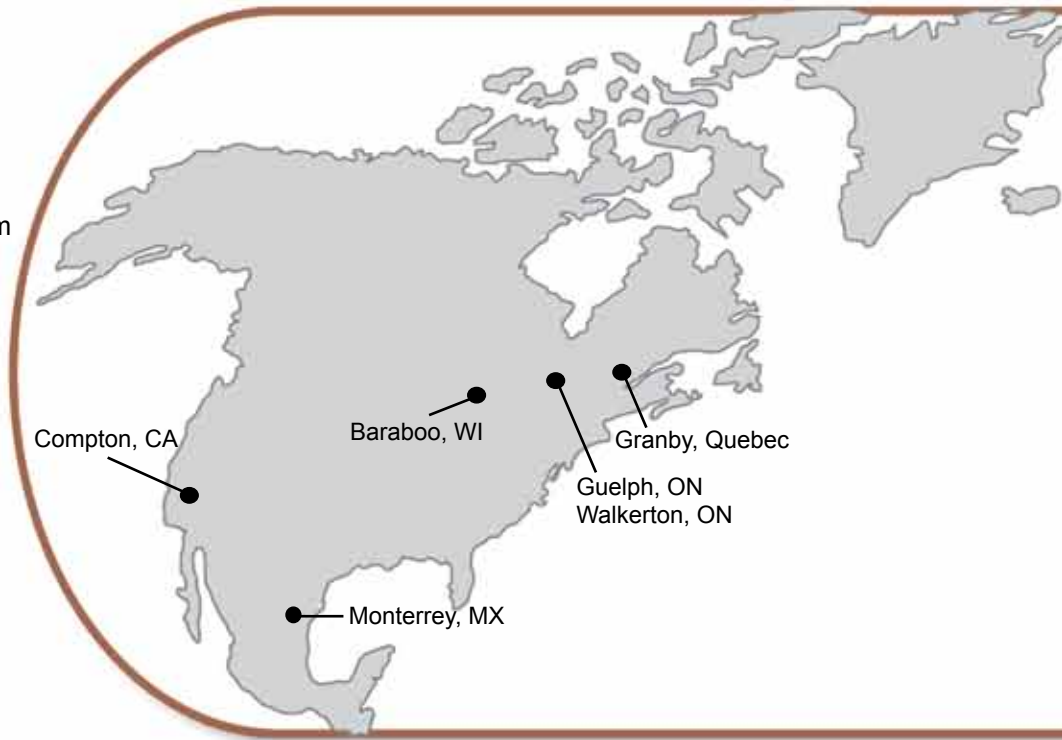 m
Compton, CA
Baraboo, WI
Granby, Quebec
Guelph, ON
Walkerton, ON
Monterrey, MX